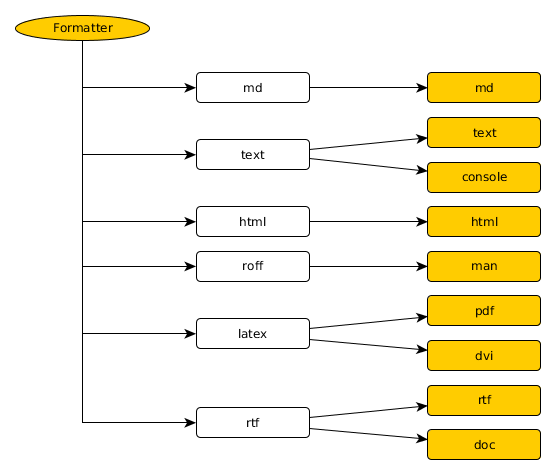 Formatter
md
md
text
text
console
html
html
roff
man
latex
pdf
dvi
rtf
rtf
doc